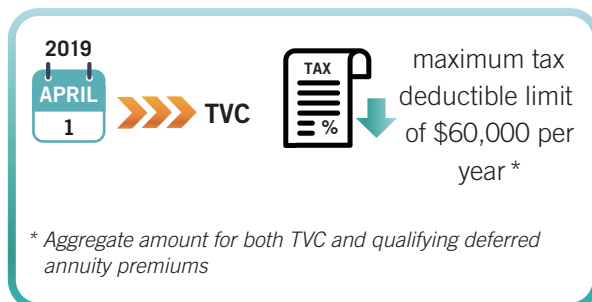 2019
APRIL
1
TVC
TAX
%
maximum tax
deductible limit
of $60,000 per
year *
* Aggregate amount for both TVC and qualifying deferred
annuity premiums